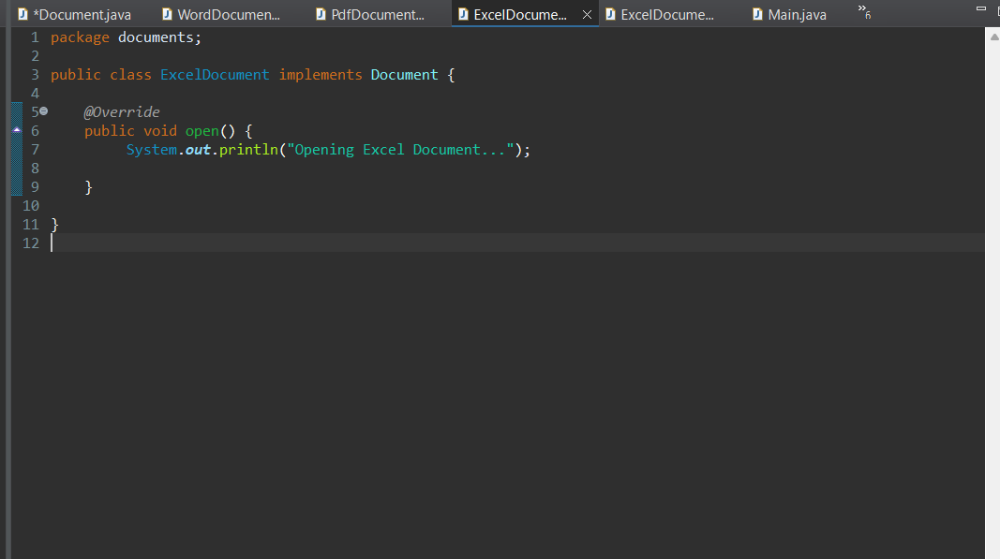 *Document.java WordDocumen... PdfDocument... ExcelDocume... ExcelDocume... Main.java »6
1 package documents;
2
3 public class ExcelDocument implements Document {
4
5 @Override
6 public void open() {
7 System.out.println("Opening Excel Document...");
8
9 }
10
11 }
12